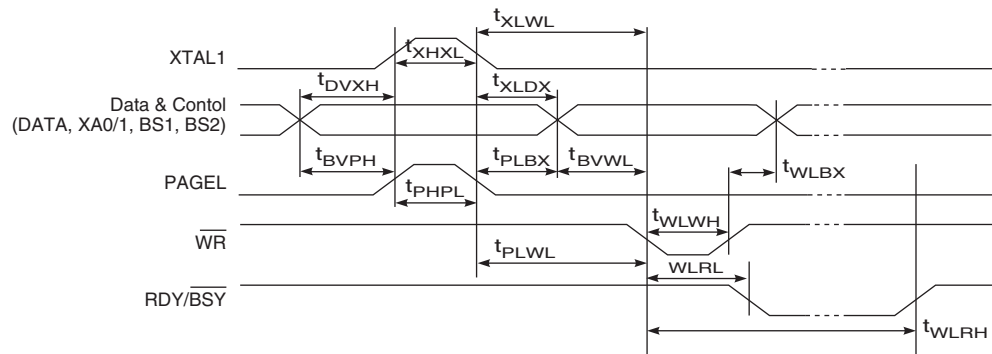 tXLWL
XTAL1
tXHXL
tDVXH
tXLDX
Data & Contol
(DATA, XA0/1, BS1, BS2)
tBVPH
tPLBX
tBVWL
tWLBX
PAGEL
tPHPL
tWLWH
WR
tPLWL
WLRL
RDY/BSY
tWLRH